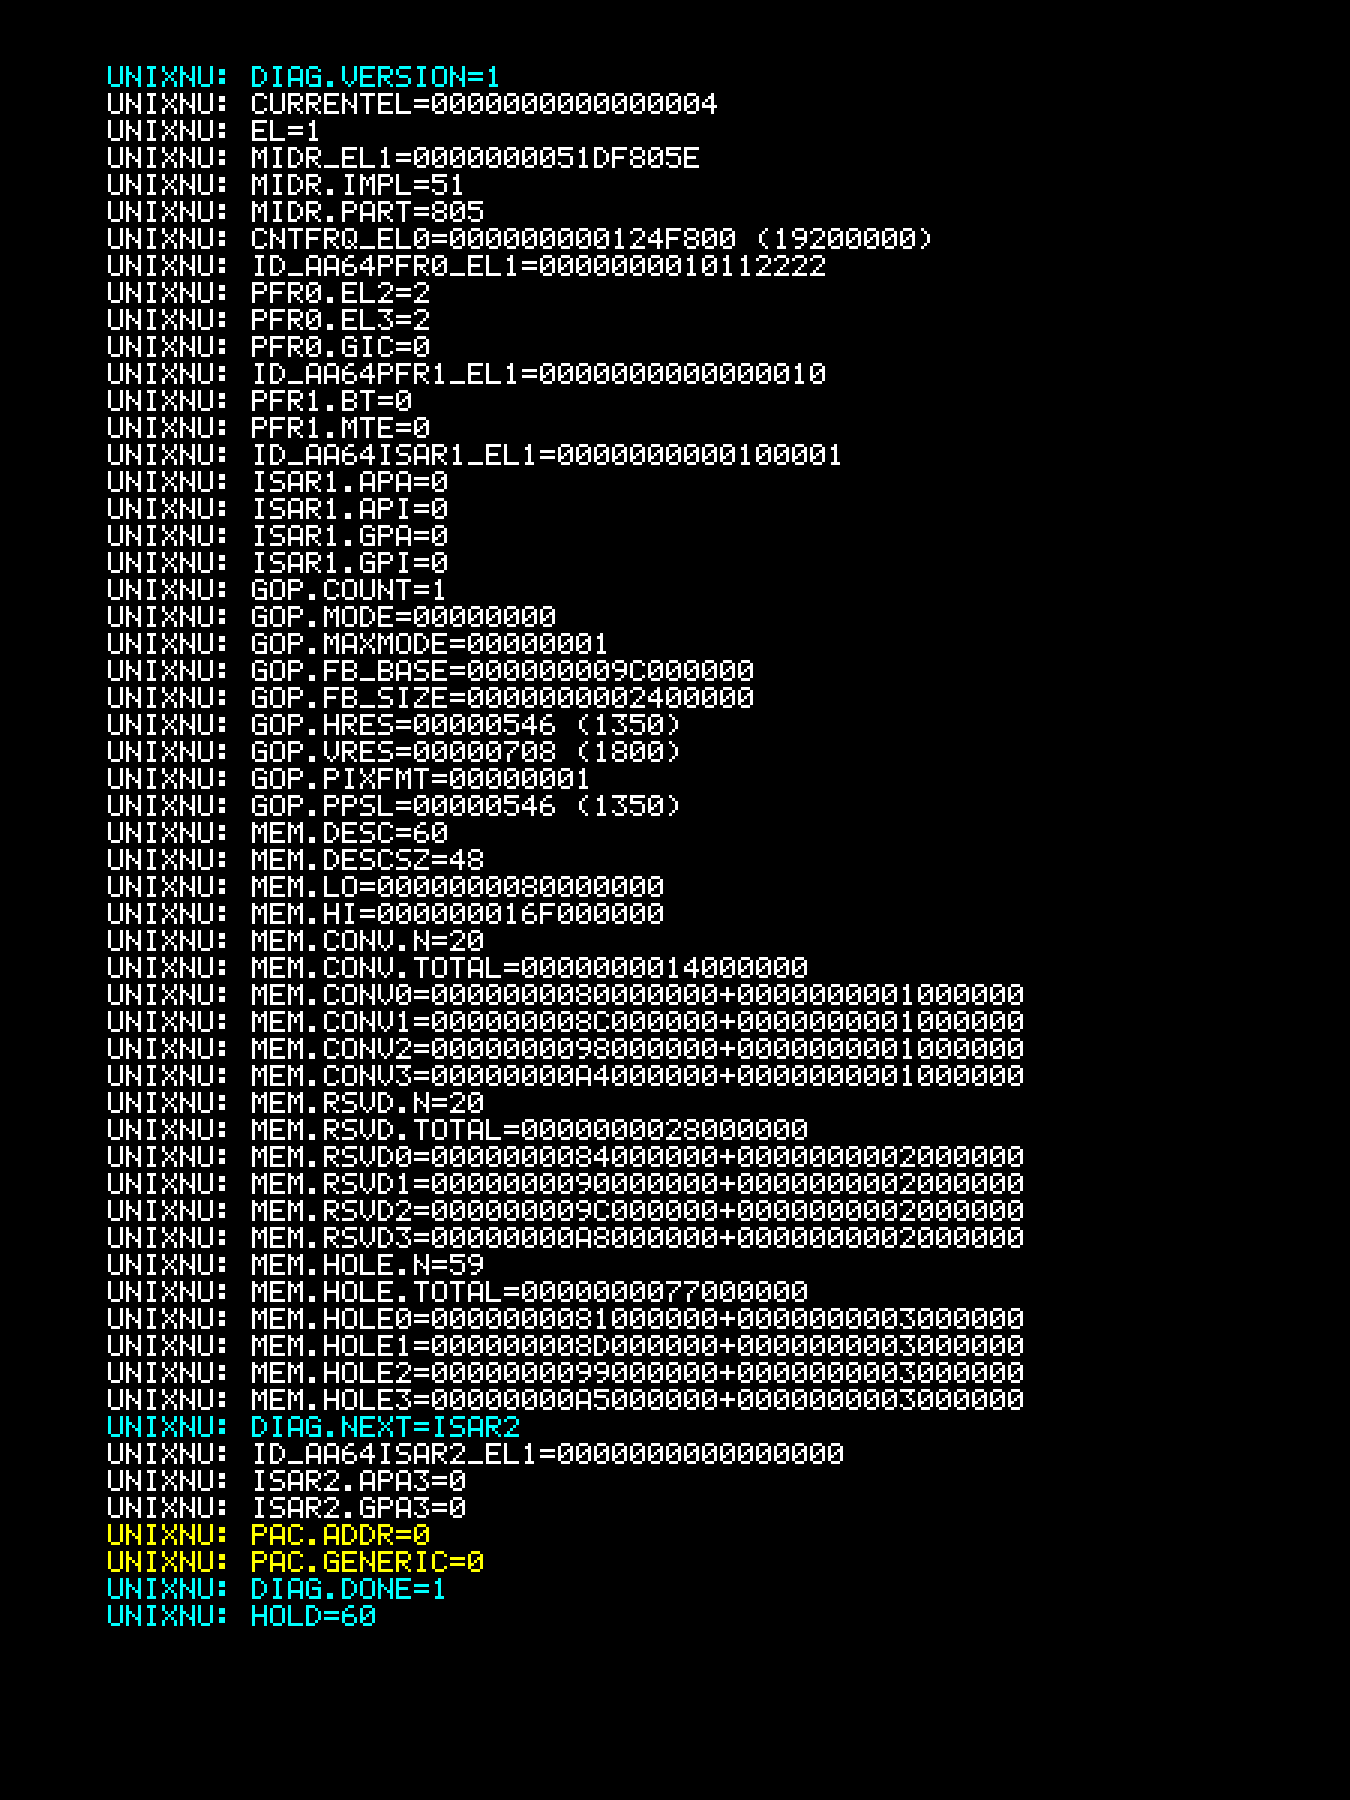 UNIXNU: DIAG.VERSION=1
UNIXNU: CURRENTEL=0000000000000004
UNIXNU: EL=1
UNIXNU: MIDR_EL1=0000000051DF805E
UNIXNU: MIDR.IMPL=51
UNIXNU: MIDR.PART=805
UNIXNU: CNTFRQ_EL0=000000000124F800 (19200000)
UNIXNU: ID_AA64PFR0_EL1=0000000010112222
UNIXNU: PFR0.EL2=2
UNIXNU: PFR0.EL3=2
UNIXNU: PFR0.GIC=0
UNIXNU: ID_AA64PFR1_EL1=0000000000000010
UNIXNU: PFR1.BT=0
UNIXNU: PFR1.MTE=0
UNIXNU: ID_AA64ISAR1_EL1=0000000000100001
UNIXNU: ISAR1.APA=0
UNIXNU: ISAR1.API=0
UNIXNU: ISAR1.GPA=0
UNIXNU: ISAR1.GPI=0
UNIXNU: GOP.COUNT=1
UNIXNU: GOP.MODE=00000000
UNIXNU: GOP.MAXMODE=00000001
UNIXNU: GOP.FB_BASE=000000009C000000
UNIXNU: GOP.FB_SIZE=0000000002400000
UNIXNU: GOP.HRES=00000546 (1350)
UNIXNU: GOP.VRES=00000708 (1800)
UNIXNU: GOP.PIXFMT=00000001
UNIXNU: GOP.PPSL=00000546 (1350)
UNIXNU: MEM.DESC=60
UNIXNU: MEM.DESCSZ=48
UNIXNU: MEM.LO=0000000080000000
UNIXNU: MEM.HI=000000016F000000
UNIXNU: MEM.CONV.N=20
UNIXNU: MEM.CONV.TOTAL=0000000014000000
UNIXNU: MEM.CONV0=0000000080000000+0000000001000000
UNIXNU: MEM.CONV1=000000008C000000+0000000001000000
UNIXNU: MEM.CONV2=0000000098000000+0000000001000000
UNIXNU: MEM.CONV3=00000000A4000000+0000000001000000
UNIXNU: MEM.RSVD.N=20
UNIXNU: MEM.RSVD.TOTAL=0000000028000000
UNIXNU: MEM.RSVD0=0000000084000000+0000000002000000
UNIXNU: MEM.RSVD1=0000000090000000+0000000002000000
UNIXNU: MEM.RSVD2=000000009C000000+0000000002000000
UNIXNU: MEM.RSVD3=00000000A8000000+0000000002000000
UNIXNU: MEM.HOLE.N=59
UNIXNU: MEM.HOLE.TOTAL=0000000077000000
UNIXNU: MEM.HOLE0=0000000081000000+0000000003000000
UNIXNU: MEM.HOLE1=000000008D000000+0000000003000000
UNIXNU: MEM.HOLE2=0000000099000000+0000000003000000
UNIXNU: MEM.HOLE3=00000000A5000000+0000000003000000
UNIXNU: DIAG.NEXT=ISAR2
UNIXNU: ID_AA64ISAR2_EL1=0000000000000000
UNIXNU: ISAR2.APA3=0
UNIXNU: ISAR2.GPA3=0
UNIXNU: PAC.ADDR=0
UNIXNU: PAC.GENERIC=0
UNIXNU: DIAG.DONE=1
UNIXNU: HOLD=60